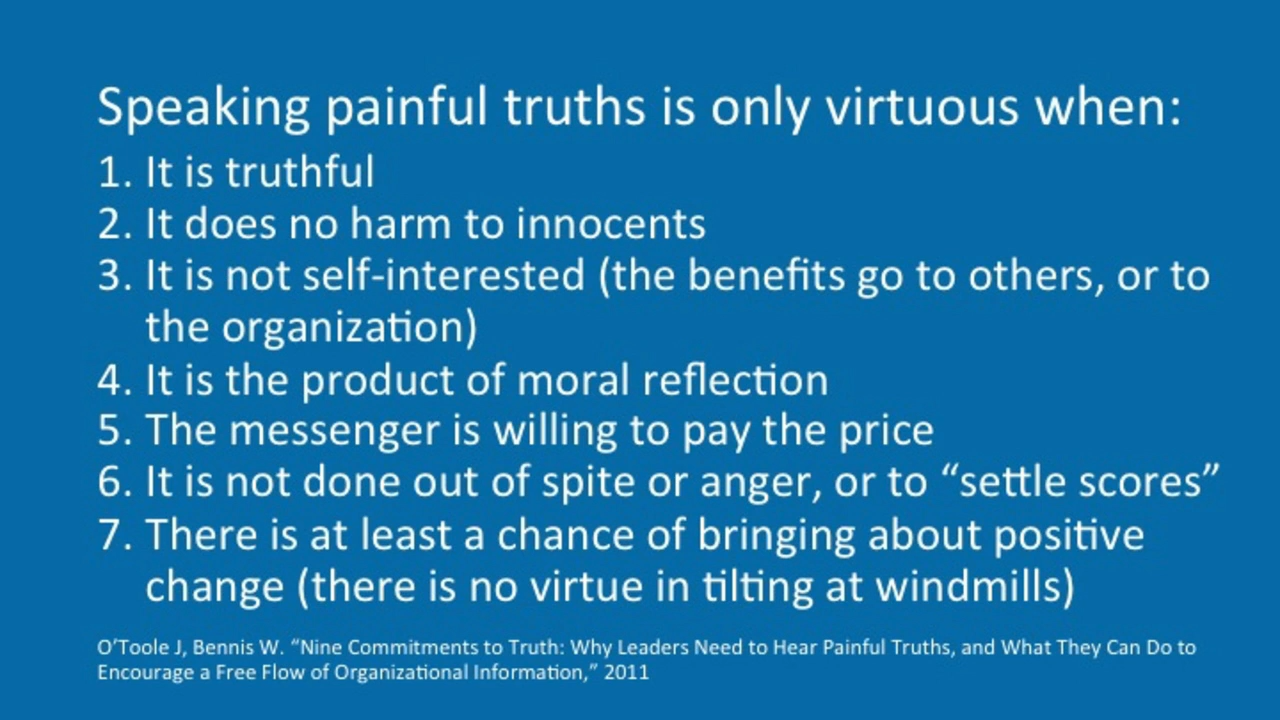 Speaking painful truths is only virtuous when:
1. It is truthful
2. It does no harm to innocents
3. It is not self-interested (the benefits go to others, or to
the organization)
4. It is the product of moral reflection
5. The messenger is willing to pay the price
6. It is not done out of spite or anger, or to “settle scores”
7. There is at least a chance of bringing about positive
change (there is no virtue in tilting at windmills)
O’Toole J, Bennis W. “Nine Commitments to Truth: Why Leaders Need to Hear Painful Truths, and What They Can Do to
Encourage a Free Flow of Organizational Information,” 2011